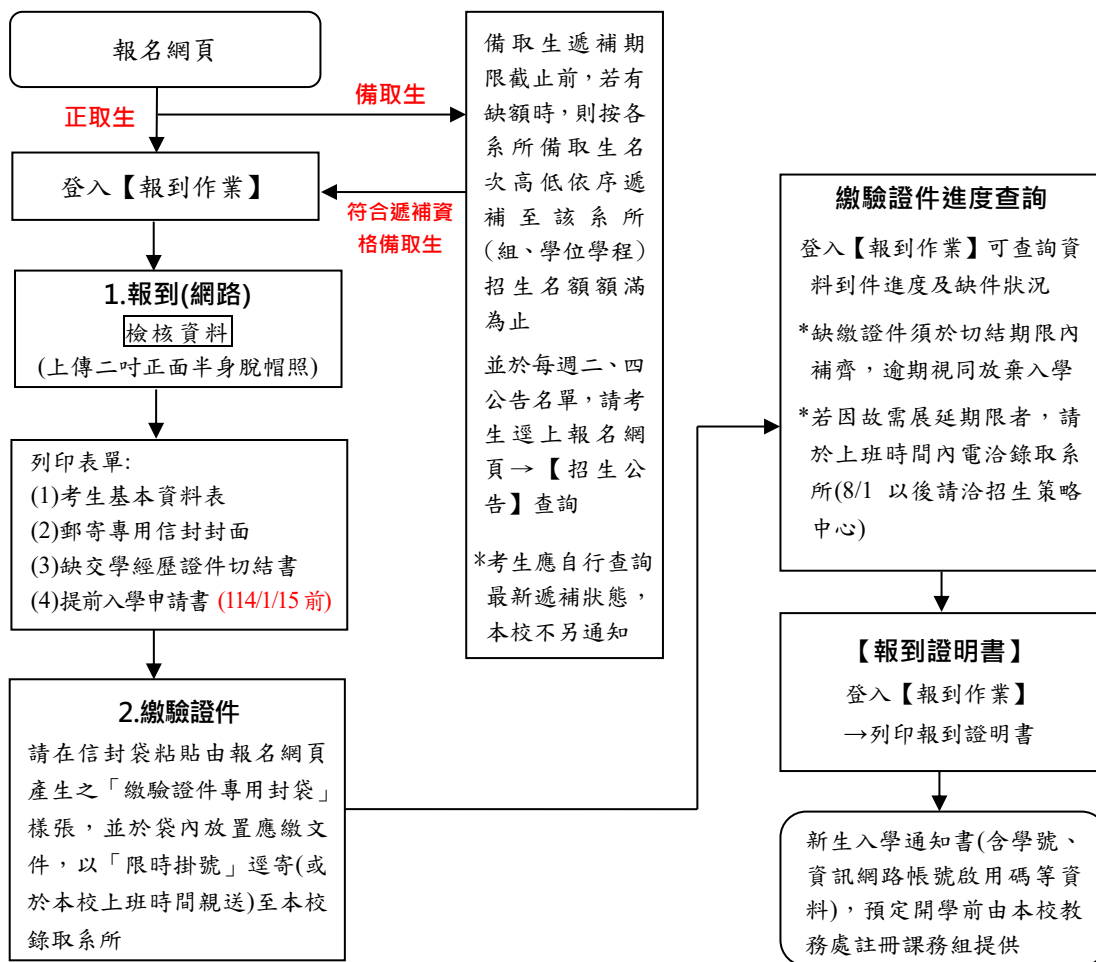 報名網頁
正取生
備取生
登入【報到作業】
符合遞補資
格備取生
1.報到(網路)
檢核資料
(上傳二吋正面半身脫帽照)
列印表單:
(1)考生基本資料表
(2)郵寄專用信封封面
(3)缺交學經歷證件切結書
(4)提前入學申請書 (114/1/15 前)
2.繳驗證件
請在信封袋粘貼由報名網頁
產生之「繳驗證件專用封袋」
樣張,並於袋內放置應繳文
件,以「限時掛號」逕寄(或
於本校上班時間親送)至本校
錄取系所
備取生遞補期
限截止前,若有
缺額時,則按各
系所備取生名
次高低依序遞
補至該系所
(組、學位學程)
招生名額額滿
為止
並於每週二、四
公告名單,請考
生逕上報名網
頁→【招生公
告】查詢
*考生應自行查詢
最新遞補狀態,
本校不另通知
繳驗證件進度查詢
登入【報到作業】可查詢資
料到件進度及缺件狀況
*缺繳證件須於切結期限內
補齊,逾期視同放棄入學
*若因故需展延期限者,請
於上班時間內電洽錄取系
所(8/1 以後請洽招生策略
中心)
【報到證明書】
登入【報到作業】
→列印報到證明書
新生入學通知書(含學號、
資訊網路帳號啟用碼等資
料),預定開學前由本校教
務處註冊課務組提供